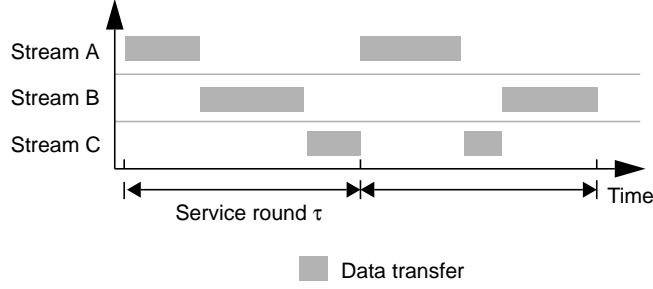 Stream A
Stream B
Stream C
Time
Service round τ
Data transfer